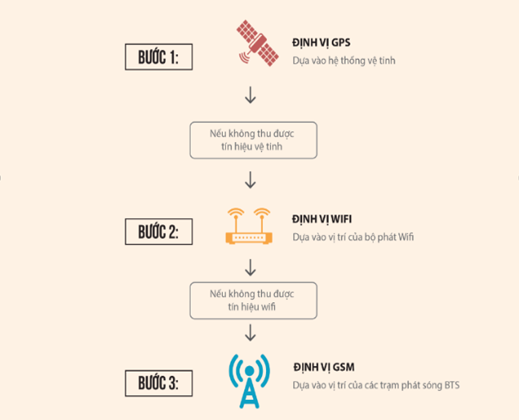 BƯỚC 1:
ĐỊNH VỊ GPS
Dựa vào hệ thống vệ tinh
Nếu không thu được
tín hiệu vệ tinh
BƯỚC 2:
ĐỊNH VỊ WIFI
Dựa vào vị trí của bộ phát Wifi
Nếu không thu được
tín hiệu wifi
BƯỚC 3:
ĐỊNH VỊ GSM
Dựa vào vị trí của các trạm phát sóng BTS